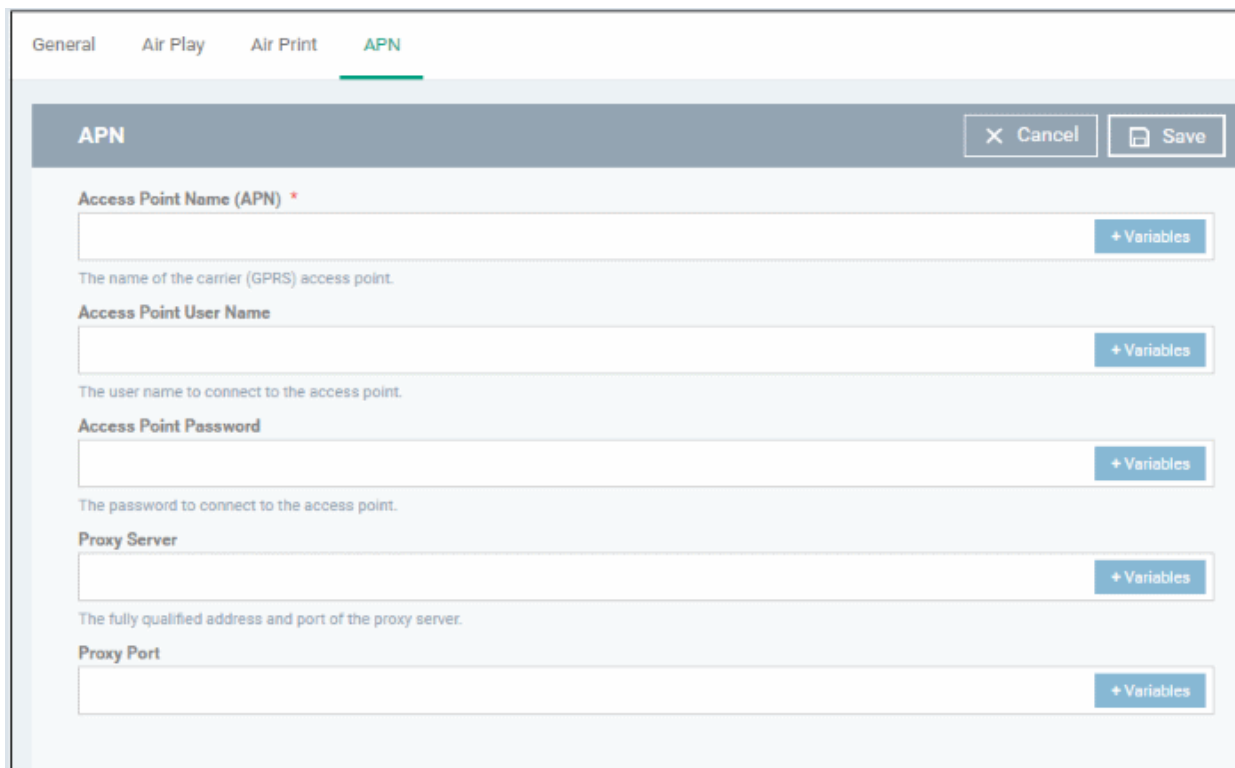 General Air Play Air Print APN
APN Cancel Save
Access Point Name (APN) *
+ Variables
The name of the carrier (GPRS) access point.
Access Point User Name
+ Variables
The user name to connect to the access point.
Access Point Password
+ Variables
The password to connect to the access point.
Proxy Server
+ Variables
The fully qualified address and port of the proxy server.
Proxy Port
+ Variables